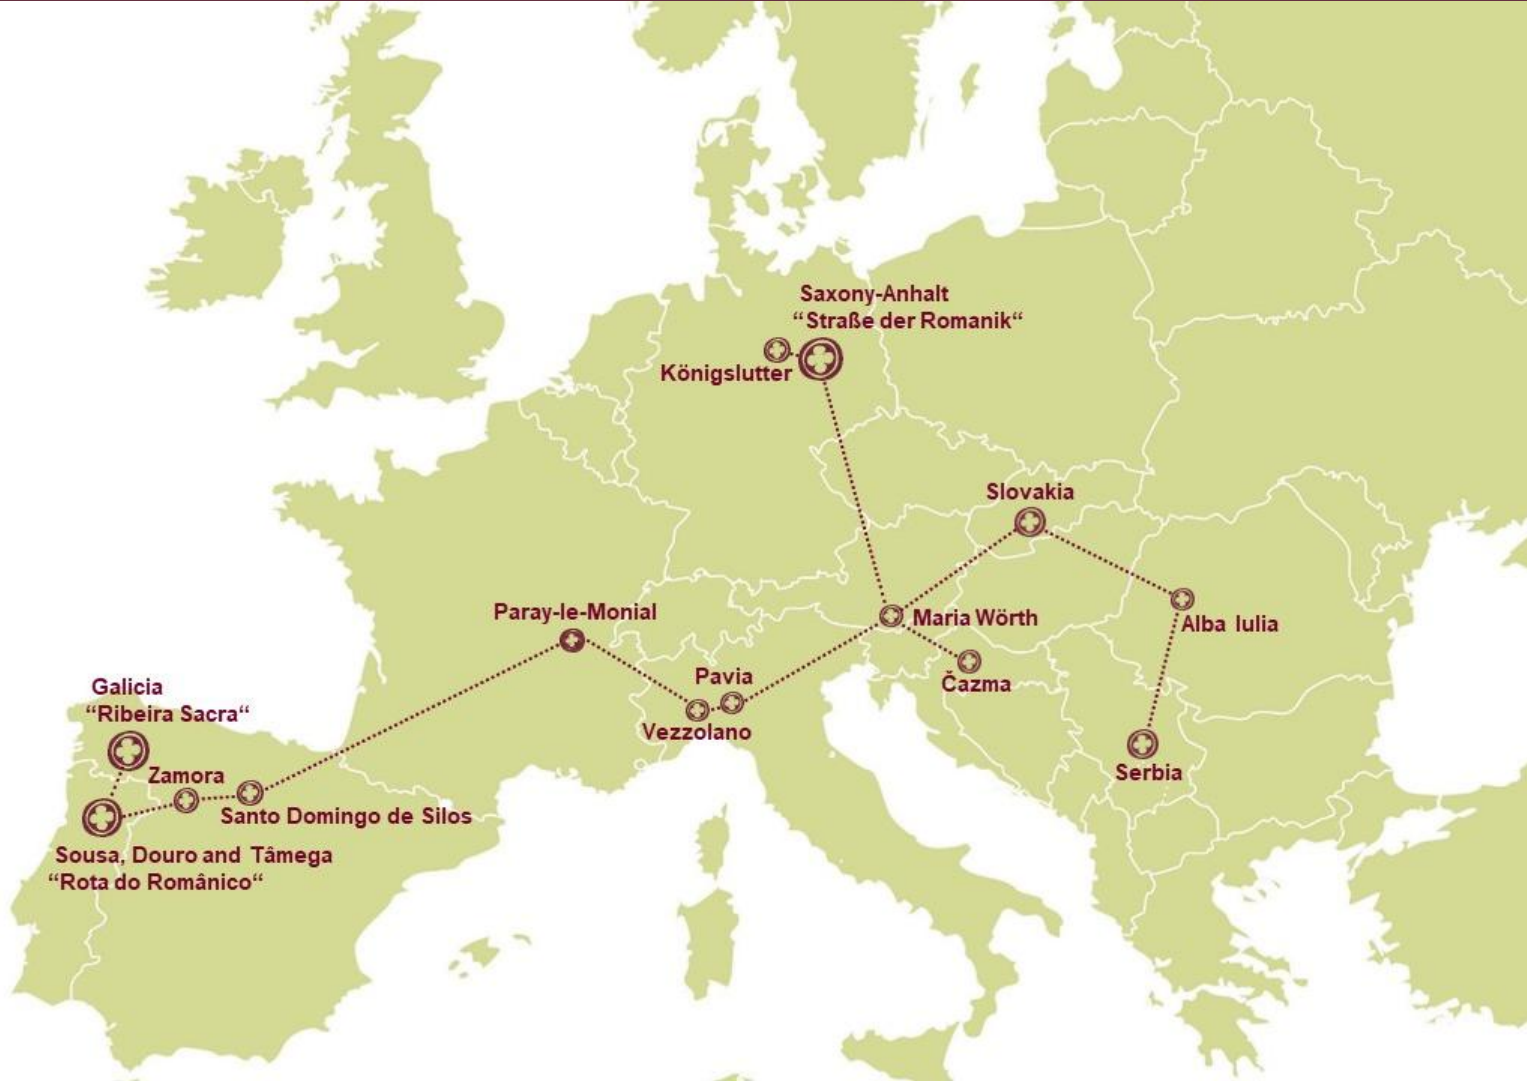 Saxony-Anhalt
“Straße der Romanik“
Königslutter
Slovakia
Paray-le-Monial
Maria Wörth
Alba Iulia
Čazma
Pavia
Vezzolano
Galicia
“Ribeira Sacra“
Zamora
Santo Domingo de Silos
Serbia
Sousa, Douro and Tâmega
“Rota do Românico“